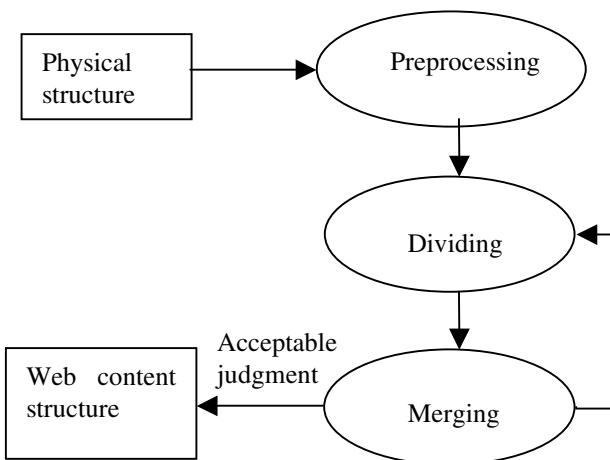 Physical
structure
Preprocessing
Dividing
Acceptable
judgment
Web content
structure
Merging